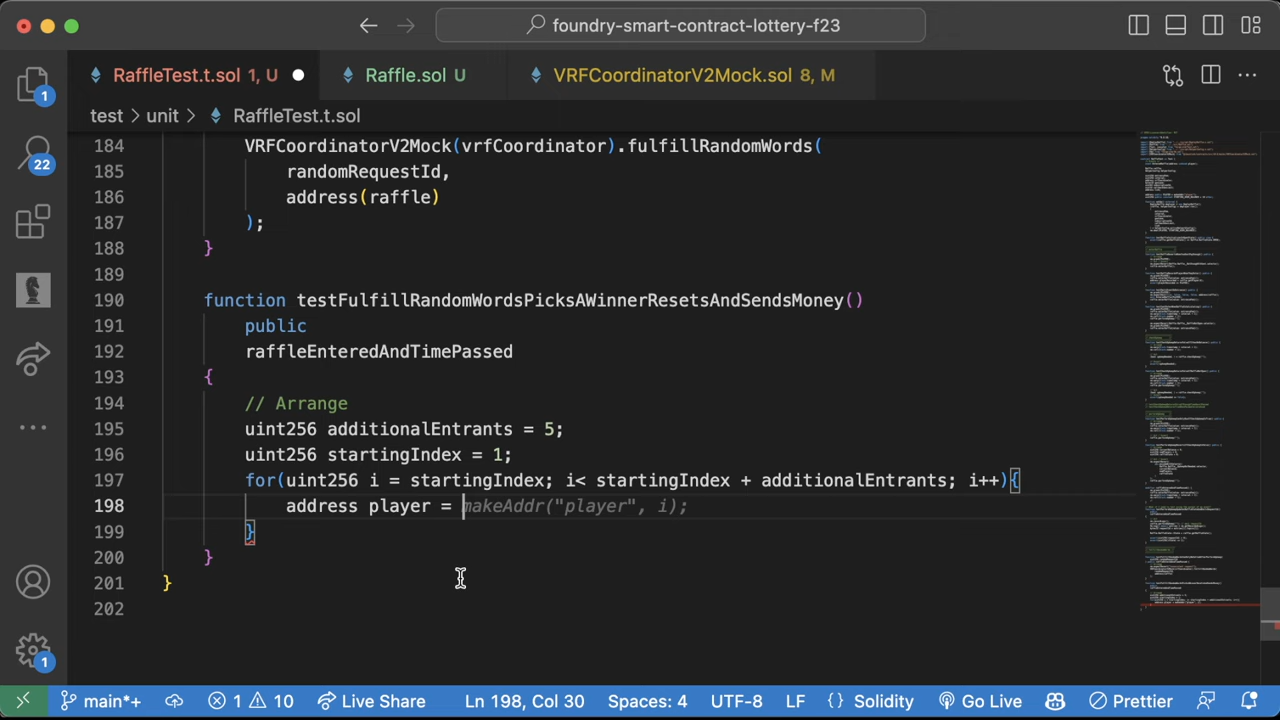 foundry-smart-contract-lottery-f23
RaffleTest.t.sol 1, U
Raffle.sol U
VRFCoordinatorV2Mock.sol 8, M
test > unit > RaffleTest.t.sol
184 VRFCoordinatorV2Mock(vrfCoordinator).fulfillRandomWords(
185 randomRequestId,
186 address(raffle)
187 );
188 }
189
190 function testFulfillRandomWordsPicksAWinnerResetsAndSendsMoney()
191 public
192 raffleEnteredAndTimePassed
193 {
194 // Arrange
195 uint256 additionalEntrants = 5;
196 uint256 startingIndex = 1;
197 for(uint256 i = startingIndex; i< startingIndex + additionalEntrants; i++){
198 address player = makeAddr("player", i);
199 }
200 }
201 }
202
1
22
1
main*+
1 10
Live Share
Ln 198, Col 30
Spaces: 4
UTF-8
LF
{} Solidity
Go Live
Prettier